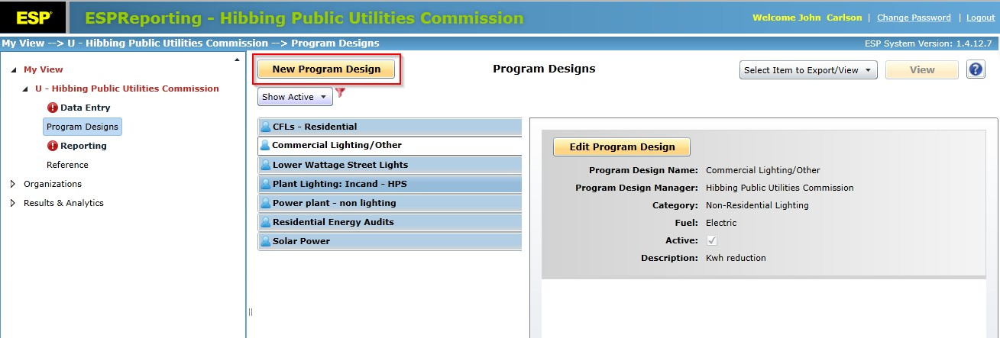 ESP® ESPReporting - Hibbing Public Utilities Commission Welcome John Carlson | Change Password | Logout
My View --> U - Hibbing Public Utilities Commission --> Program Designs ESP System Version: 1.4.12.7
My View
U - Hibbing Public Utilities Commission
Data Entry
Program Designs
Reporting
Reference
Organizations
Results & Analytics
New Program Design Program Designs Select Item to Export/View View ?
Show Active
CFLs - Residential
Commercial Lighting/Other
Lower Wattage Street Lights
Plant Lighting: Incand - HPS
Power plant - non lighting
Residential Energy Audits
Solar Power
Edit Program Design
Program Design Name: Commercial Lighting/Other
Program Design Manager: Hibbing Public Utilities Commission
Category: Non-Residential Lighting
Fuel: Electric
Active:
Description: Kwh reduction